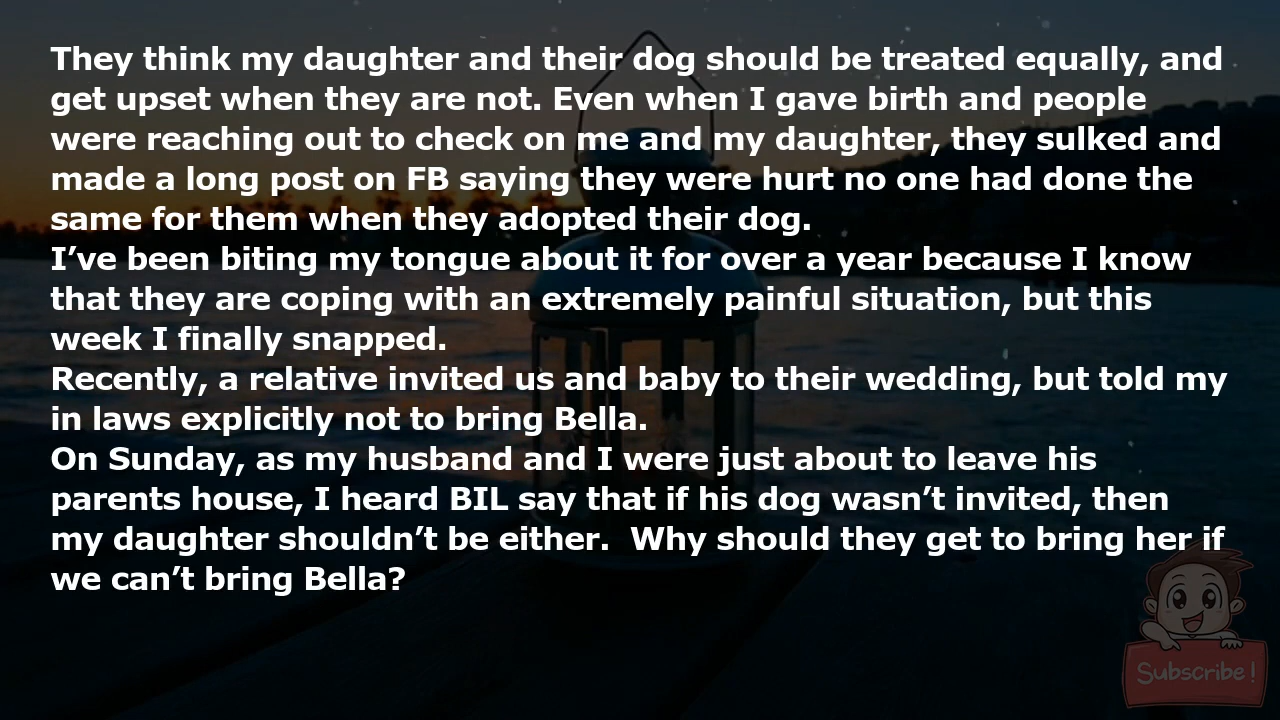 They think my daughter and their dog should be treated equally, and
get upset when they are not. Even when I gave birth and people
were reaching out to check on me and my daughter, they sulked and
made a long post on FB saying they were hurt no one had done the
same for them when they adopted their dog.
I’ve been biting my tongue about it for over a year because I know
that they are coping with an extremely painful situation, but this
week I finally snapped.
Recently, a relative invited us and baby to their wedding, but told my
in laws explicitly not to bring Bella.
On Sunday, as my husband and I were just about to leave his
parents house, I heard BIL say that if his dog wasn’t invited, then
my daughter shouldn’t be either.  Why should they get to bring her if
we can’t bring Bella?
Subscribe!